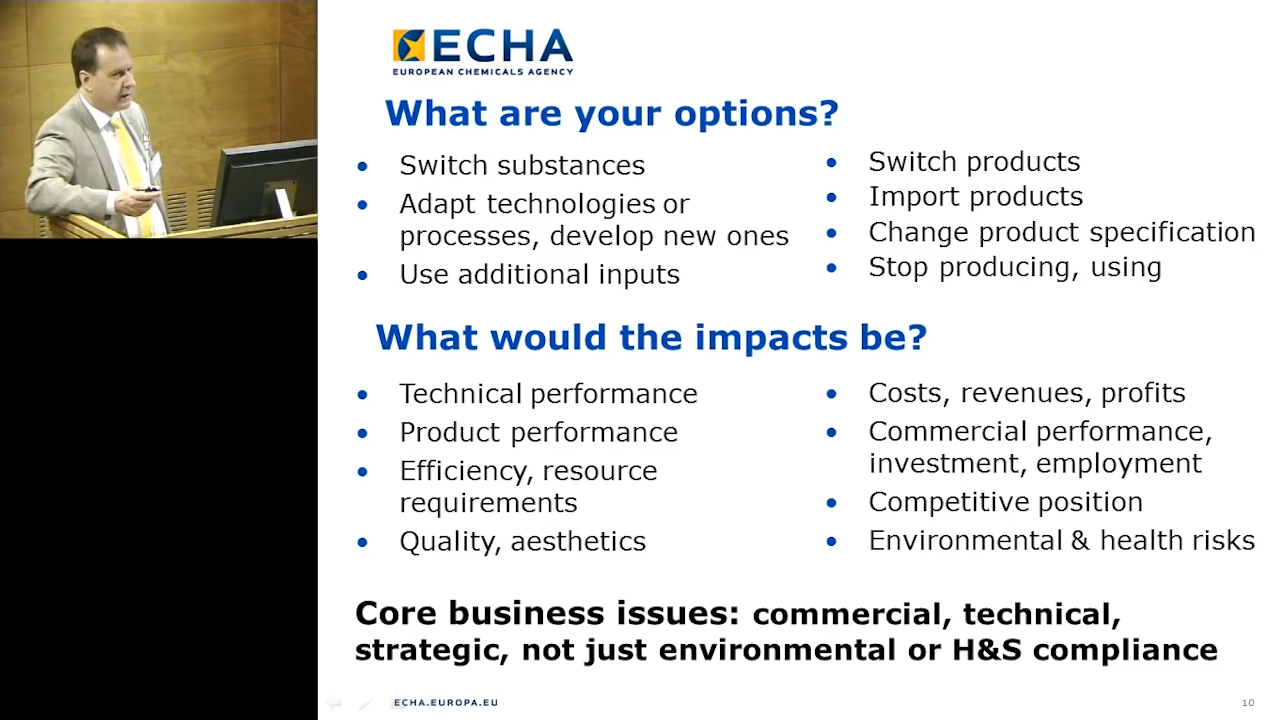 ECHA
EUROPEAN CHEMICALS AGENCY
What are your options?
• Switch substances
• Adapt technologies or
processes, develop new ones
• Use additional inputs
• Switch products
• Import products
• Change product specification
• Stop producing, using
What would the impacts be?
• Technical performance
• Product performance
• Efficiency, resource
requirements
• Quality, aesthetics
• Costs, revenues, profits
• Commercial performance,
investment, employment
• Competitive position
• Environmental & health risks
Core business issues: commercial, technical,
strategic, not just environmental or H&S compliance
ECHA.EUROPA.EU
10